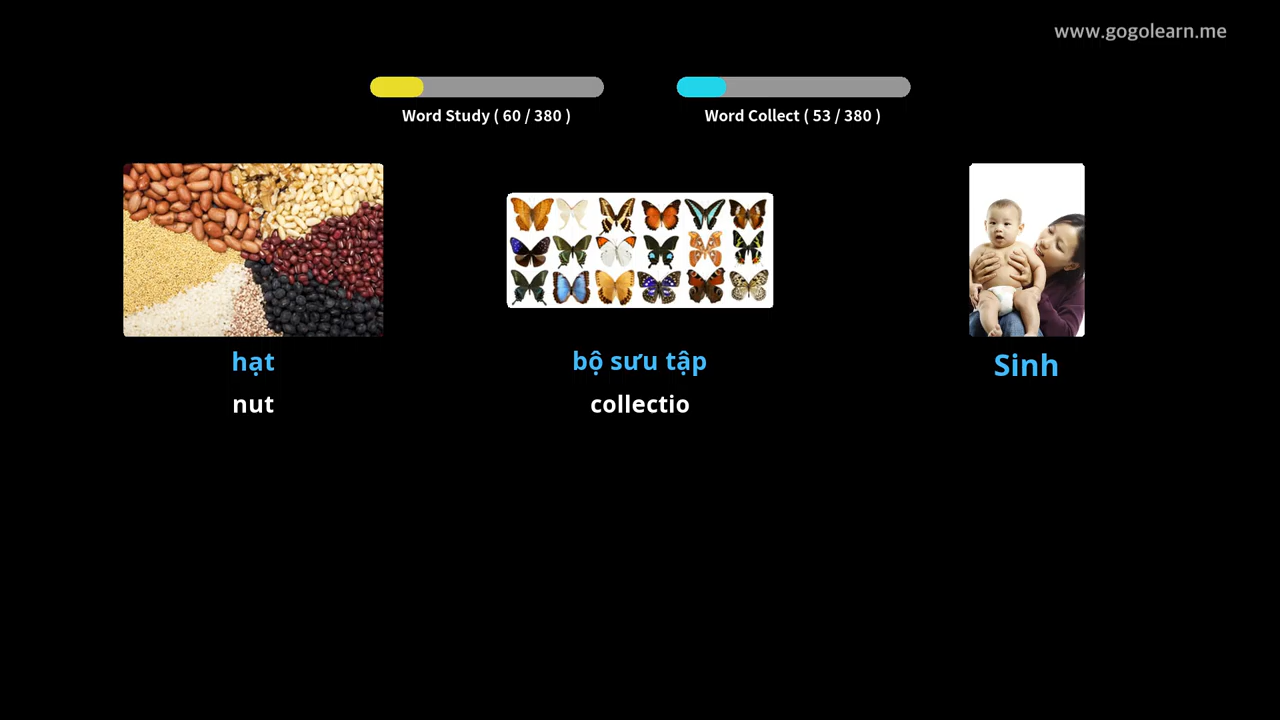 www.gogolearn.me
Word Study ( 60 / 380 )
Word Collect ( 53 / 380 )
hạt
bộ sưu tập
Sinh
nut
collectio